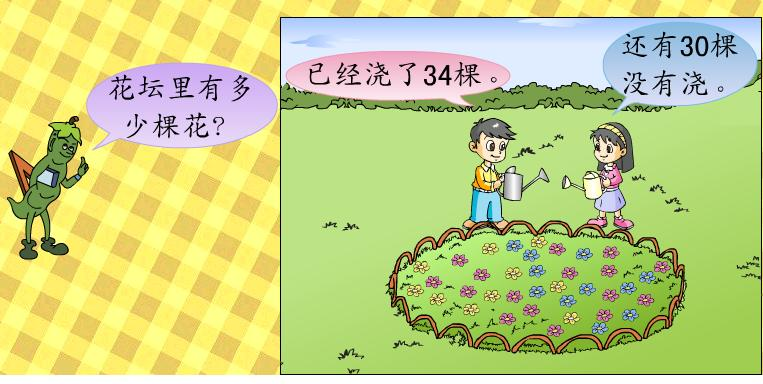 花坛里有多
少棵花?
已经浇了34棵。
还有30棵
没有浇。